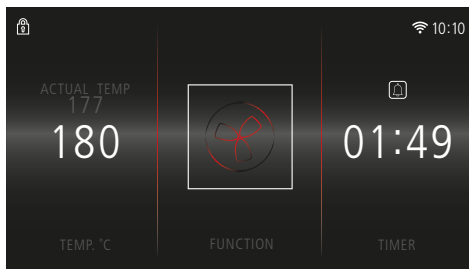 10:10
ACTUAL TEMP
177
180
01:49
TEMP. °C
FUNCTION
TIMER